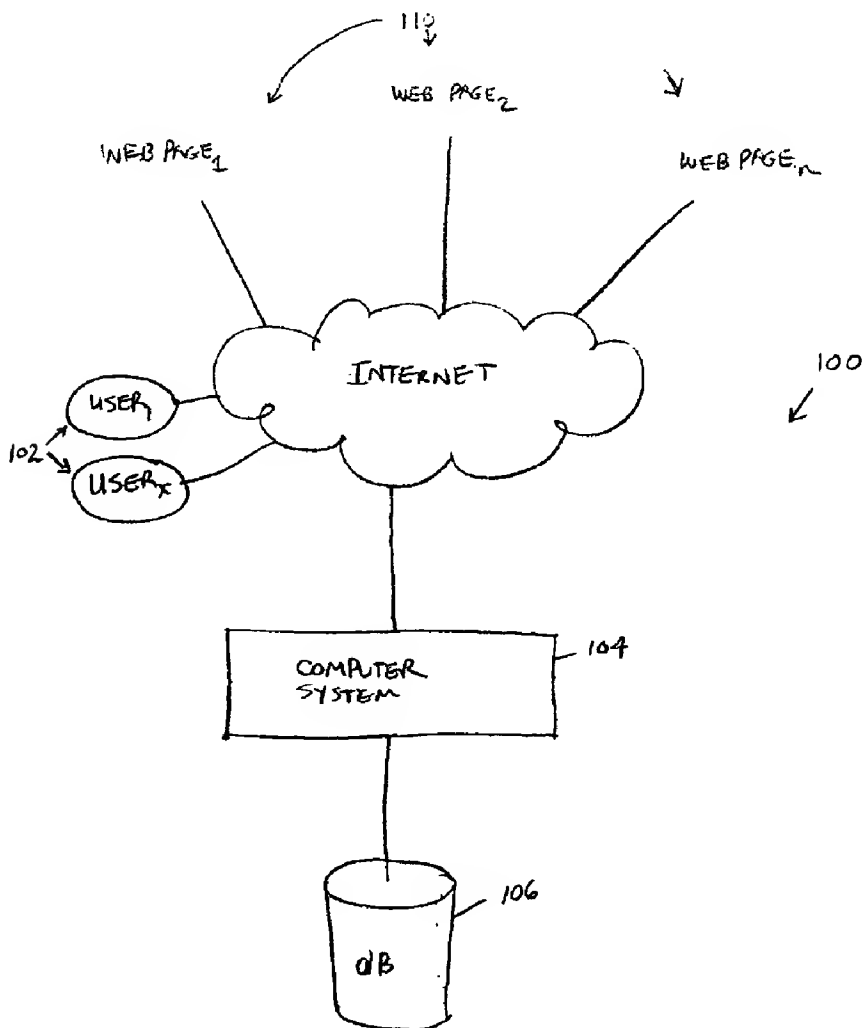 110
WEB PAGE2
WEB PAGE1
WEB PAGEn
INTERNET
100
USER1
102
USERx
COMPUTER
SYSTEM
104
106
dB